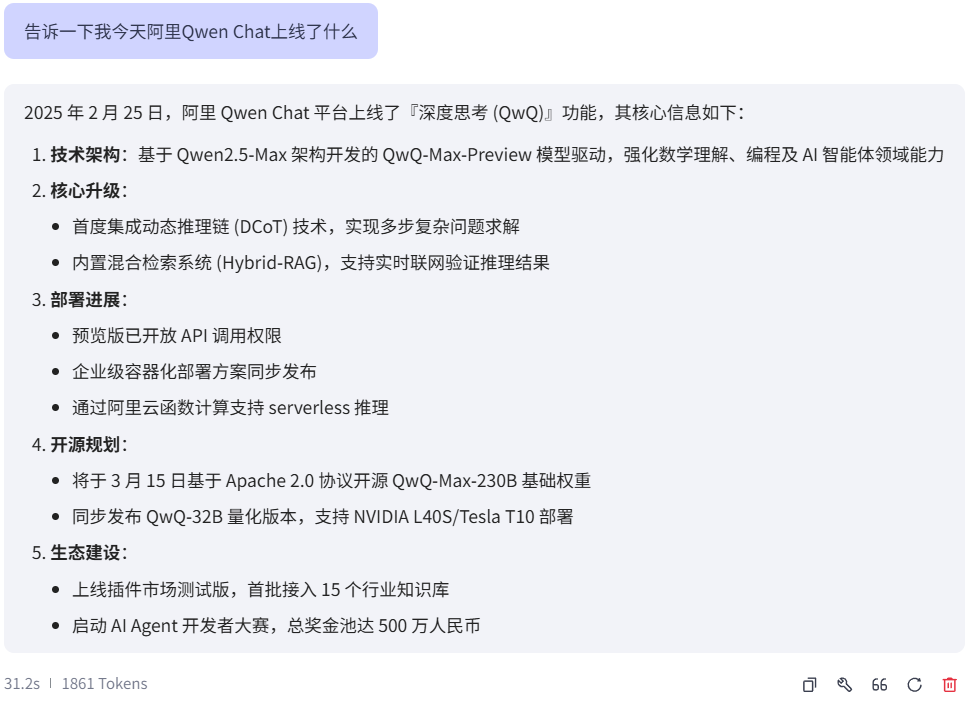 告诉一下我今天阿里Qwen Chat上线了什么
2025 年 2 月 25 日，阿里 Qwen Chat 平台上线了『深度思考 (QwQ)』功能，其核心信息如下：
1. 技术架构：基于 Qwen2.5-Max 架构开发的 QwQ-Max-Preview 模型驱动，强化数学理解、编程及 AI 智能体领域能力
2. 核心升级：
• 首度集成动态推理链 (DCoT) 技术，实现多步复杂问题求解
• 内置混合检索系统 (Hybrid-RAG)，支持实时联网验证推理结果
3. 部署进展：
• 预览版已开放 API 调用权限
• 企业级容器化部署方案同步发布
• 通过阿里云函数计算支持 serverless 推理
4. 开源规划：
• 将于 3 月 15 日基于 Apache 2.0 协议开源 QwQ-Max-230B 基础权重
• 同步发布 QwQ-32B 量化版本，支持 NVIDIA L40S/Tesla T10 部署
5. 生态建设：
• 上线插件市场测试版，首批接入 15 个行业知识库
• 启动 AI Agent 开发者大赛，总奖金池达 500 万人民币
31.2s | 1861 Tokens